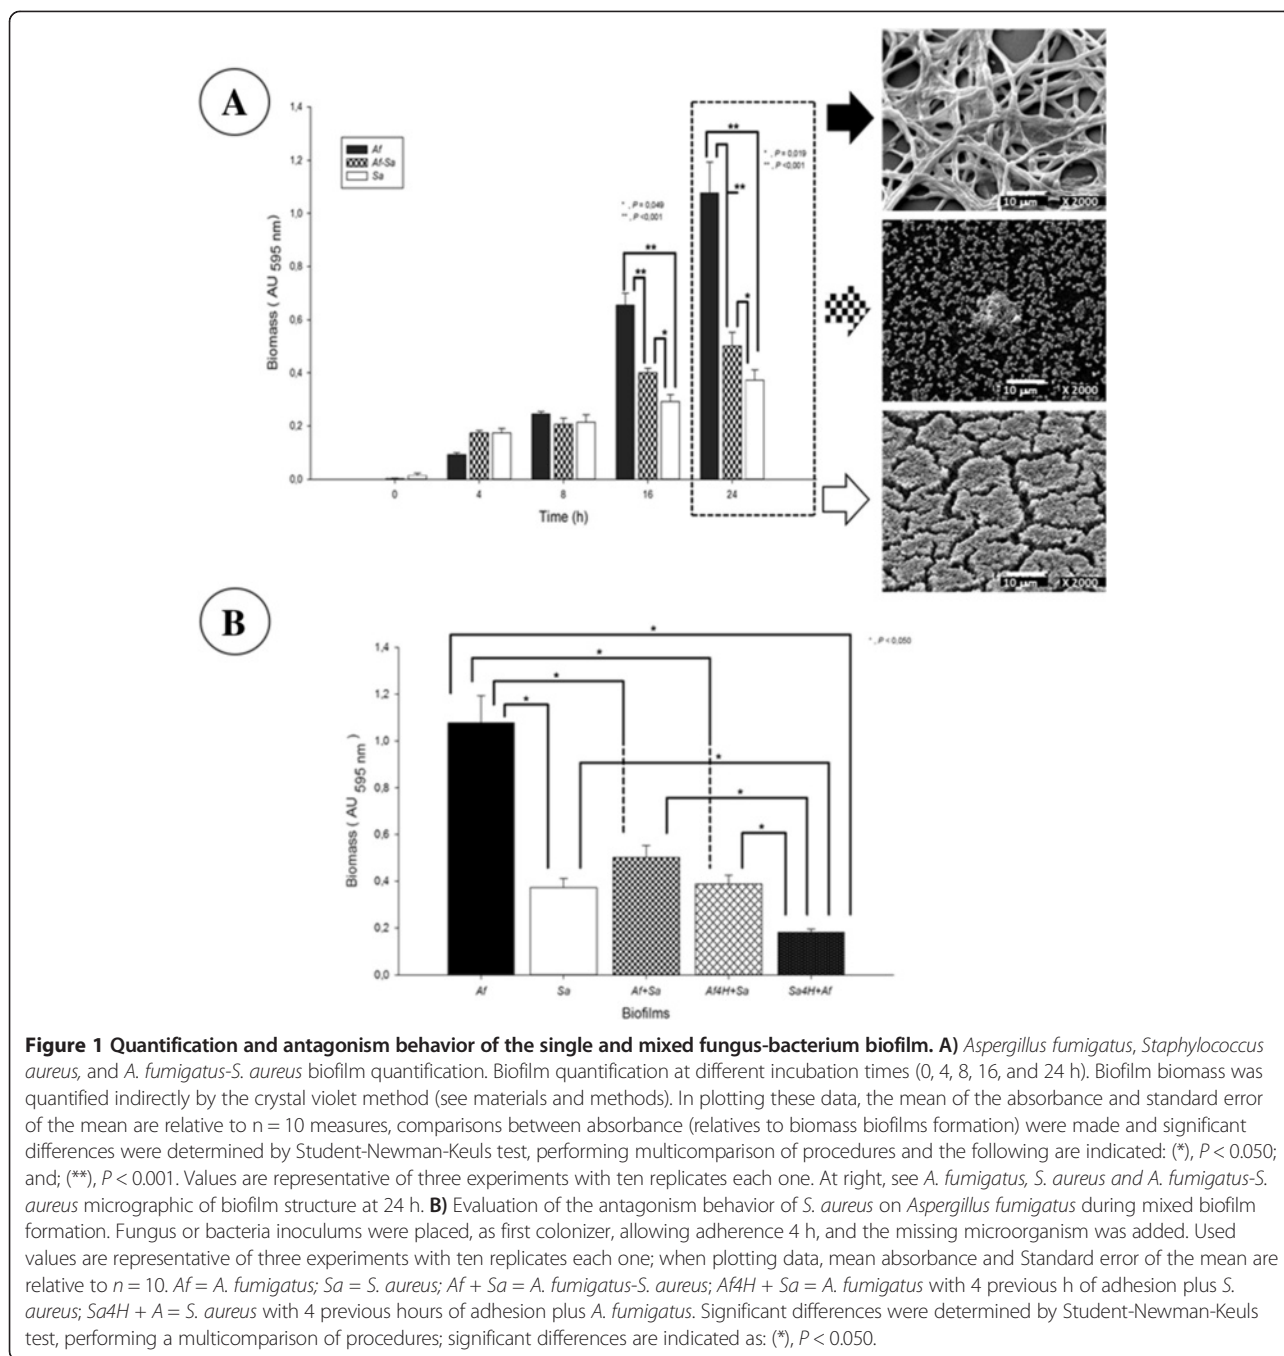 A
1,4
1,2
1,0
0,8
0,6
0,4
0,2
0,0
Biomass ( AU 595 nm )
Af
Af-Sa
Sa
* , P = 0,049
** , P <0,001
* , P = 0,019
** , P <0,001
**
**
*
**
**
*
0 4 8 16 24
Time (h)
10 µm X 2000
10 µm X 2000
10 µm X 2000
B
1,4
1,2
1,0
0,8
0,6
0,4
0,2
0,0
Biomass ( AU 595 nm )
* , P < 0,050
*
*
*
*
*
*
*
Af Sa Af+Sa Af4H+Sa Sa4H+Af
Biofilms
Figure 1 Quantification and antagonism behavior of the single and mixed fungus-bacterium biofilm. A) Aspergillus fumigatus, Staphylococcus
aureus, and A. fumigatus-S. aureus biofilm quantification. Biofilm quantification at different incubation times (0, 4, 8, 16, and 24 h). Biofilm biomass was
quantified indirectly by the crystal violet method (see materials and methods). In plotting these data, the mean of the absorbance and standard error
of the mean are relative to n = 10 measures, comparisons between absorbance (relatives to biomass biofilms formation) were made and significant
differences were determined by Student-Newman-Keuls test, performing multicomparison of procedures and the following are indicated: (*), P < 0.050;
and; (**), P < 0.001. Values are representative of three experiments with ten replicates each one. At right, see A. fumigatus, S. aureus and A. fumigatus-S.
aureus micrographic of biofilm structure at 24 h. B) Evaluation of the antagonism behavior of S. aureus on Aspergillus fumigatus during mixed biofilm
formation. Fungus or bacteria inoculums were placed, as first colonizer, allowing adherence 4 h, and the missing microorganism was added. Used
values are representative of three experiments with ten replicates each one; when plotting data, mean absorbance and Standard error of the mean are
relative to n = 10. Af = A. fumigatus; Sa = S. aureus; Af + Sa = A. fumigatus-S. aureus; Af4H + Sa = A. fumigatus with 4 previous h of adhesion plus S.
aureus; Sa4H + A = S. aureus with 4 previous hours of adhesion plus A. fumigatus. Significant differences were determined by Student-Newman-Keuls
test, performing a multicomparison of procedures; significant differences are indicated as: (*), P < 0.050.